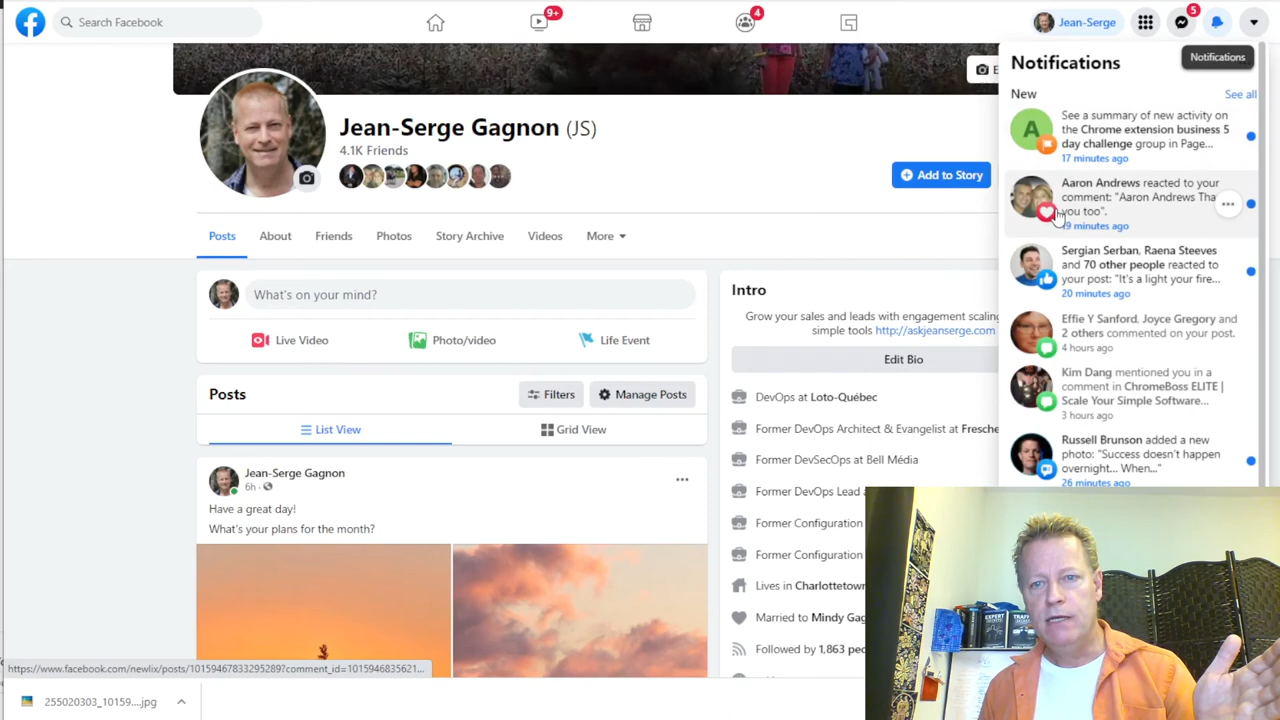 Search Facebook
9+
4
Jean-Serge
5
Notifications
Notifications
New
See all
See a summary of new activity on
the Chrome extension business 5
day challenge group in Page...
17 minutes ago
Aaron Andrews reacted to your
comment: "Aaron Andrews Tha
you too".
19 minutes ago
Sergian Serban, Raena Steeves
and 70 other people reacted to
your post: "It's a light your fire...
20 minutes ago
Effie Y Sanford, Joyce Gregory and
2 others commented on your post.
4 hours ago
Kim Dang mentioned you in a
comment in ChromeBoss ELITE |
Scale Your Simple Software...
3 hours ago
Russell Brunson added a new
photo: "Success doesn't happen
overnight... When..."
26 minutes ago
A
E
Jean-Serge Gagnon (JS)
4.1K Friends
Add to Story
Posts About Friends Photos Story Archive Videos More
What's on your mind?
Live Video Photo/video Life Event
Posts
Filters
Manage Posts
List View
Grid View
Jean-Serge Gagnon
6h
Have a great day!
What's your plans for the month?
Intro
Grow your sales and leads with engagement scaling
simple tools http://askjeanserge.com
Edit Bio
DevOps at Loto-Québec
Former DevOps Architect & Evangelist at Fresche
Former DevSecOps at Bell Média
Former DevOps Lead
Former Configuration
Former Configuration
Lives in Charlottetown
Married to Mindy Gag
Followed by 1,863 peo
EXPERT
TRAFFIC
https://www.facebook.com/newlix/posts/10159467833295289?comment_id=1015946835621...
255020303_10159....jpg